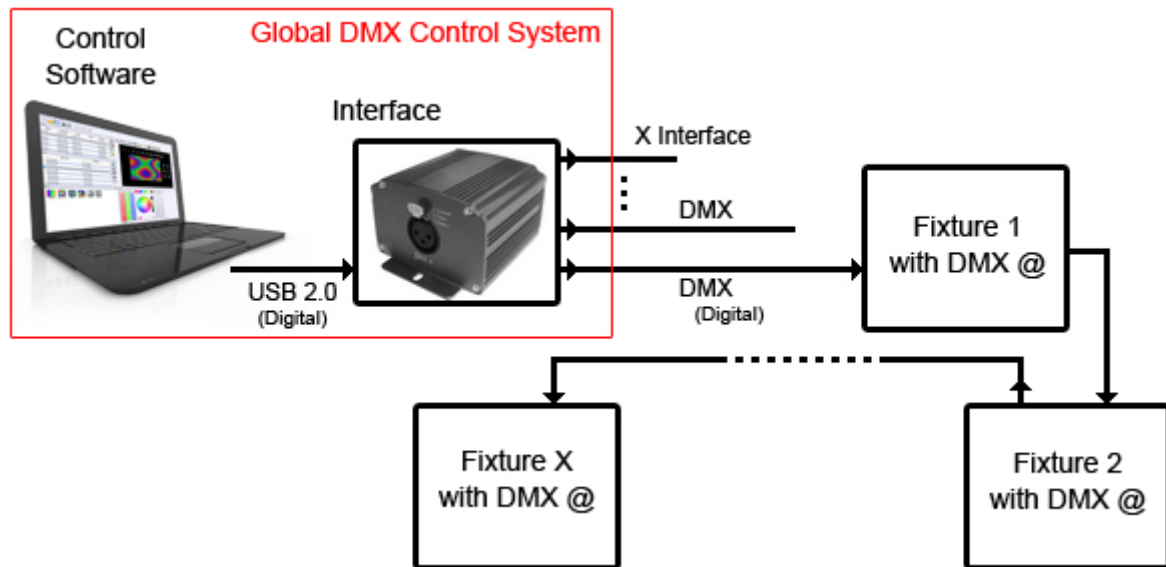 Global DMX Control System
Control
Software
Interface
X Interface
DMX
USB 2.0
(Digital)
DMX
(Digital)
Fixture 1
with DMX @
Fixture X
with DMX @
Fixture 2
with DMX @